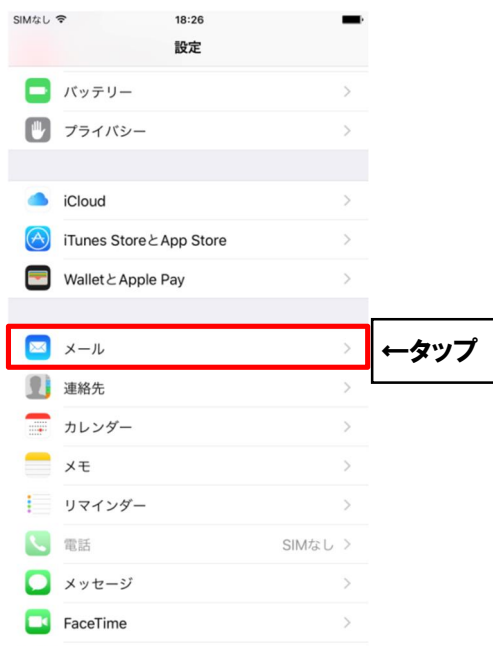 SIMなし 18:26
設定
バッテリー
プライバシー
iCloud
iTunes StoreとApp Store
WalletとApple Pay
メール
←タップ
連絡先
カレンダー
メモ
リマインダー
電話 SIMなし
メッセージ
FaceTime